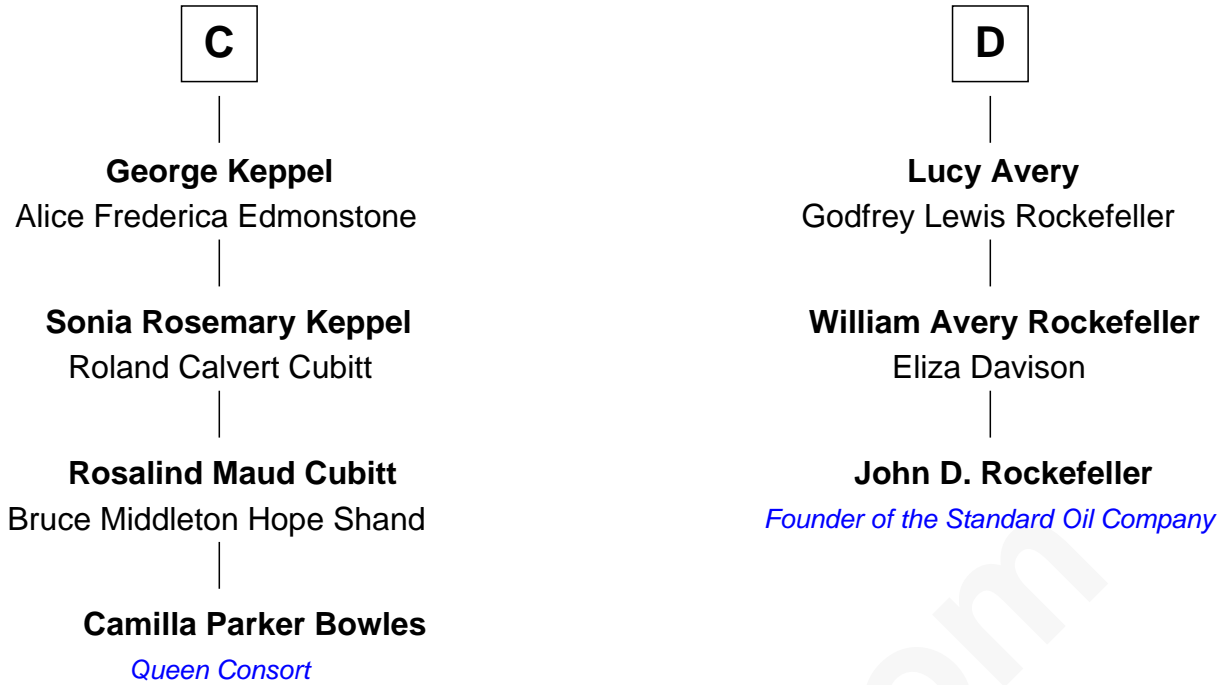 C
George Keppel
Alice Frederica Edmonstone
Sonia Rosemary Keppel
Roland Calvert Cubitt
Rosalind Maud Cubitt
Bruce Middleton Hope Shand
Camilla Parker Bowles
Queen Consort
D
Lucy Avery
Godfrey Lewis Rockefeller
William Avery Rockefeller
Eliza Davison
John D. Rockefeller
Founder of the Standard Oil Company
om